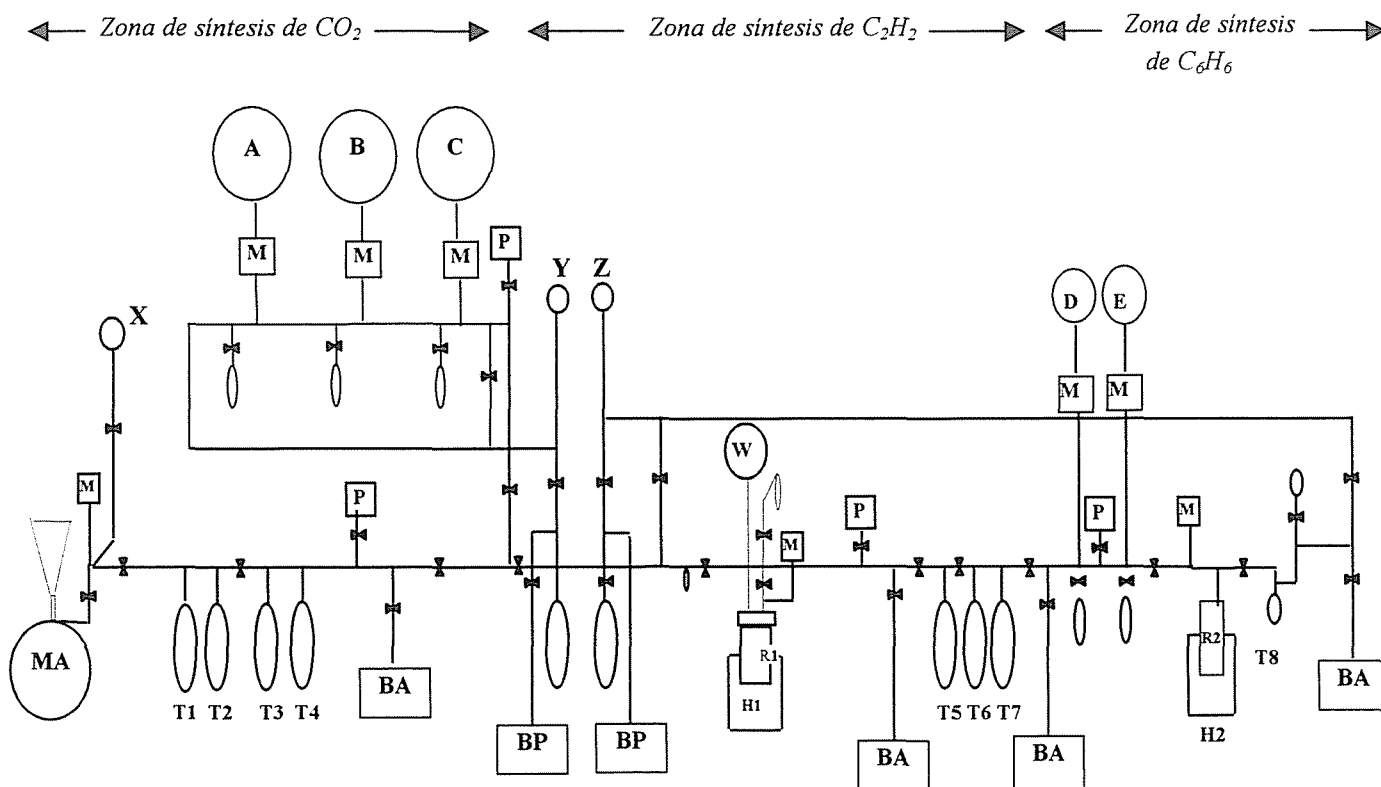 Zona de síntesis de CO₂
Zona de síntesis de C₂H₂
Zona de síntesis
de C₆H₆
A
B
C
M
M
M
P
Y
Z
X
D
E
M
M
W
M
P
P
P
M
M
MA
T1
T2
T3
T4
BA
BP
BP
R1
H1
BA
T5
T6
T7
BA
R2
H2
T8
BA